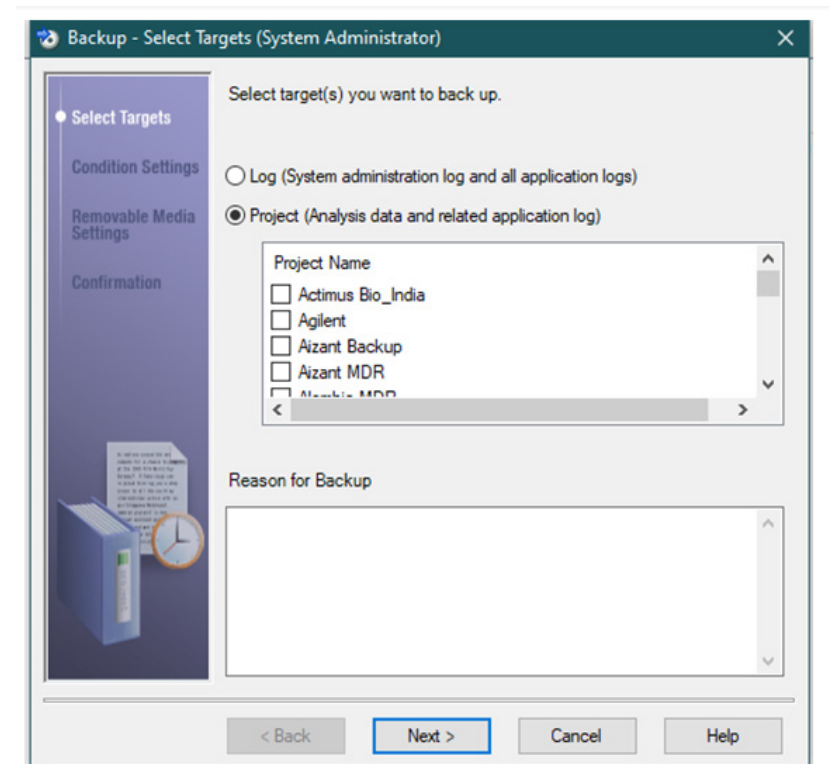 Backup - Select Targets (System Administrator)
Select Targets
Condition Settings
Removable Media
Settings
Confirmation
Select target(s) you want to back up.
Log (System administration log and all application logs)
Project (Analysis data and related application log)
Project Name
Actimus Bio_India
Agilent
Aizant Backup
Aizant MDR
Reason for Backup
< Back
Next >
Cancel
Help